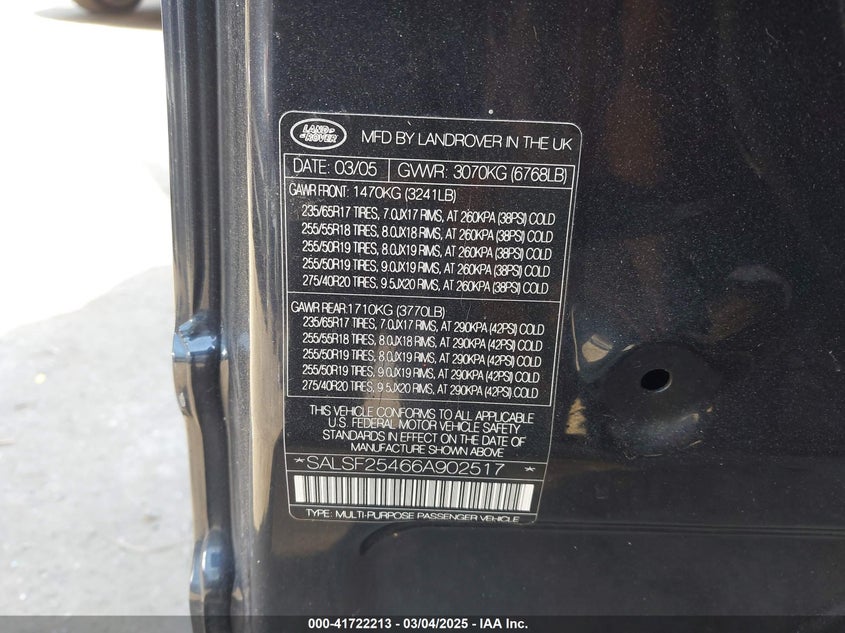 LAND ROVER
MFD BY LANDROVER IN THE UK
DATE: 03/05 GWWR: 3070KG (6768LB)
GAWR FRONT: 1470KG (3241LB)
235/65R17 TIRES, 7.0JX17 RIMS, AT 260KPA (38PSI) COLD
255/55R18 TIRES, 8.0JX18 RIMS, AT 260KPA (38PSI) COLD
255/50R19 TIRES, 8.0JX19 RIMS, AT 260KPA (38PSI) COLD
255/50R19 TIRES, 9.0JX19 RIMS, AT 260KPA (38PSI) COLD
275/40R20 TIRES, 9.5JX20 RIMS, AT 260KPA (38PSI) COLD
GAWR REAR: 1710KG (3770LB)
235/65R17 TIRES, 7.0JX17 RIMS, AT 290KPA (42PSI) COLD
255/55R18 TIRES, 8.0JX18 RIMS, AT 290KPA (42PSI) COLD
255/50R19 TIRES, 8.0JX19 RIMS, AT 290KPA (42PSI) COLD
255/50R19 TIRES, 9.0JX19 RIMS, AT 290KPA (42PSI) COLD
275/40R20 TIRES, 9.5JX20 RIMS, AT 290KPA (42PSI) COLD
THIS VEHICLE CONFORMS TO ALL APPLICABLE
U.S. FEDERAL MOTOR VEHICLE SAFETY
STANDARDS IN EFFECT ON THE DATE OF
MANUFACTURE SHOWN ABOVE.
*SALSF25466A902517 *
TYPE: MULTI-PURPOSE PASSENGER VEHICLE
000-41722213 - 03/04/2025 - IAA Inc.